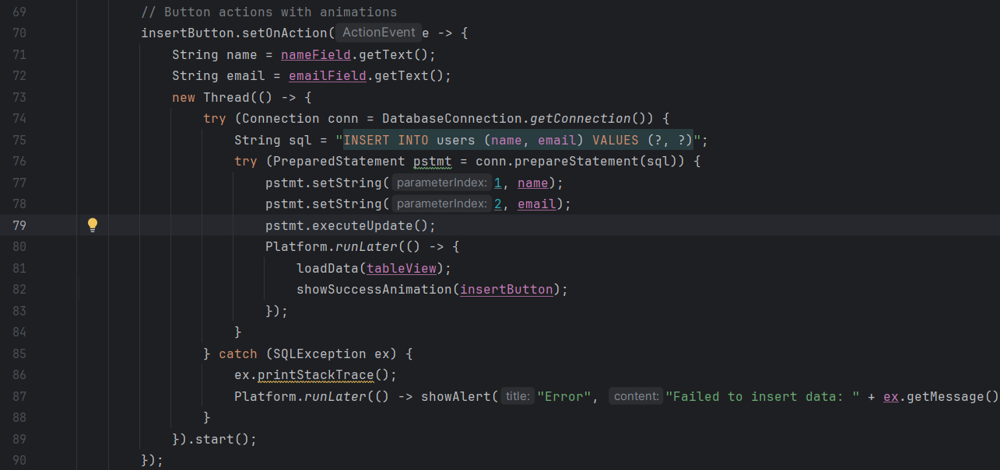 69 // Button actions with animations
70 insertButton.setOnAction( ActionEvent e -> {
71 String name = nameField.getText();
72 String email = emailField.getText();
73 new Thread(() -> {
74 try (Connection conn = DatabaseConnection.getConnection()) {
75 String sql = "INSERT INTO users (name, email) VALUES (?, ?)";
76 try (PreparedStatement pstmt = conn.prepareStatement(sql)) {
77 pstmt.setString( parameterIndex: 1, name);
78 pstmt.setString( parameterIndex: 2, email);
79 pstmt.executeUpdate();
80 Platform.runLater(() -> {
81 loadData(tableView);
82 showSuccessAnimation(insertButton);
83 });
84 }
85 } catch (SQLException ex) {
86 ex.printStackTrace();
87 Platform.runLater(() -> showAlert( title: "Error", content: "Failed to insert data: " + ex.getMessage()
88 }
89 }).start();
90 });